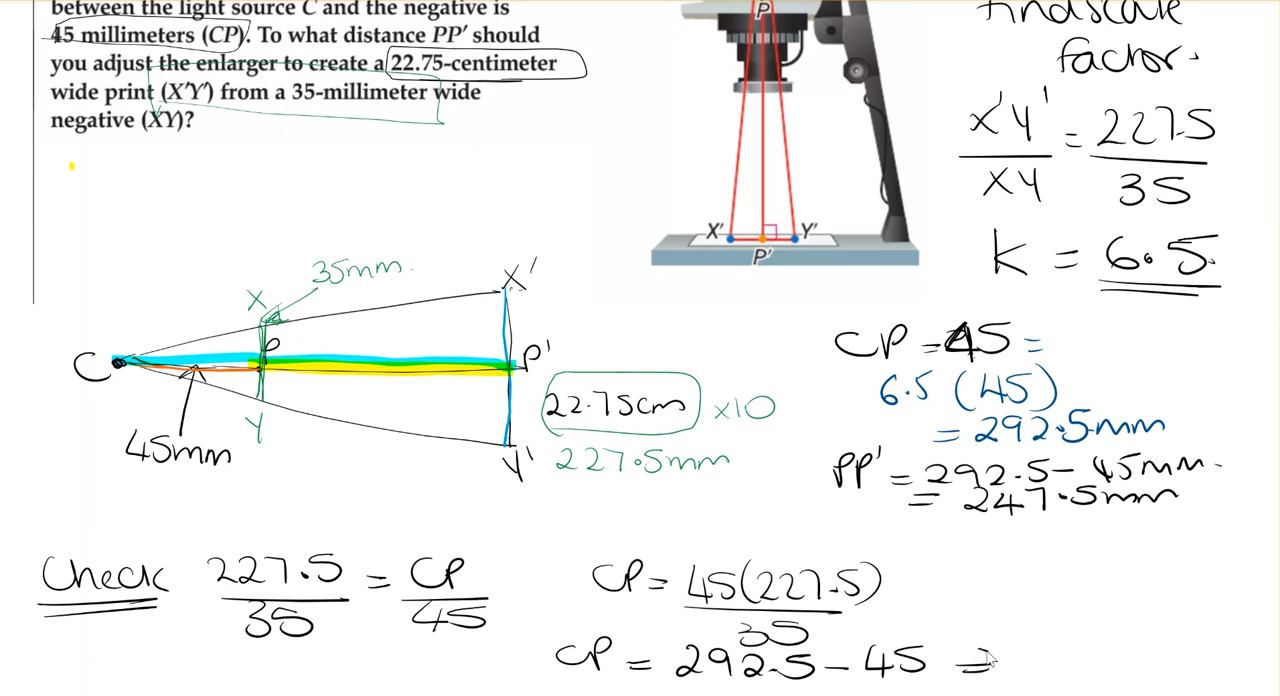 between the light source C and the negative is
45 millimeters (CP). To what distance PP′ should
you adjust the enlarger to create a 22.75-centimeter
wide print (X′Y′) from a 35-millimeter wide
negative (XY)?
P
X′
Y′
P′
find scale
factor.
X'Y' / XY = 227.5 / 35
K = 6.5.
CP = 45 =
6.5 (45)
= 292.5mm
PP' = 292.5 - 45mm.
= 247.5mm
35mm.
X
X'
C
P
P'
Y
Y'
45mm
22.75cm x10
227.5mm
Check 227.5 / 35 = CP / 45
CP = 45(227.5) / 35
CP = 292.5 - 45 =